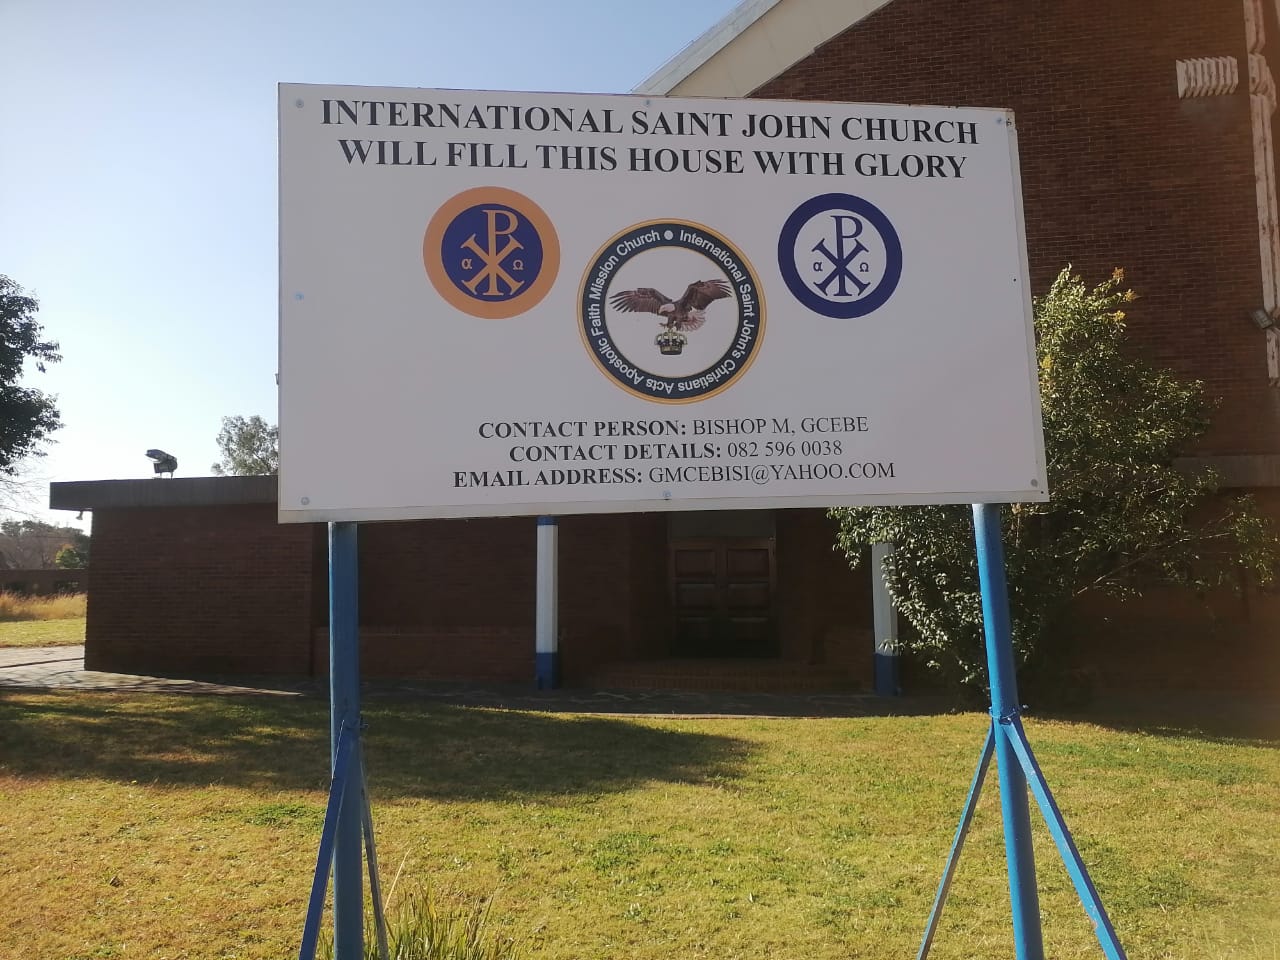 INTERNATIONAL SAINT JOHN CHURCH
WILL FILL THIS HOUSE WITH GLORY
P
α Ω
International Saint John's Christians Acts Apostolic Faith Mission Church
P
α Ω
CONTACT PERSON: BISHOP M, GCEBE
CONTACT DETAILS: 082 596 0038
EMAIL ADDRESS: GMCEBISI@YAHOO.COM